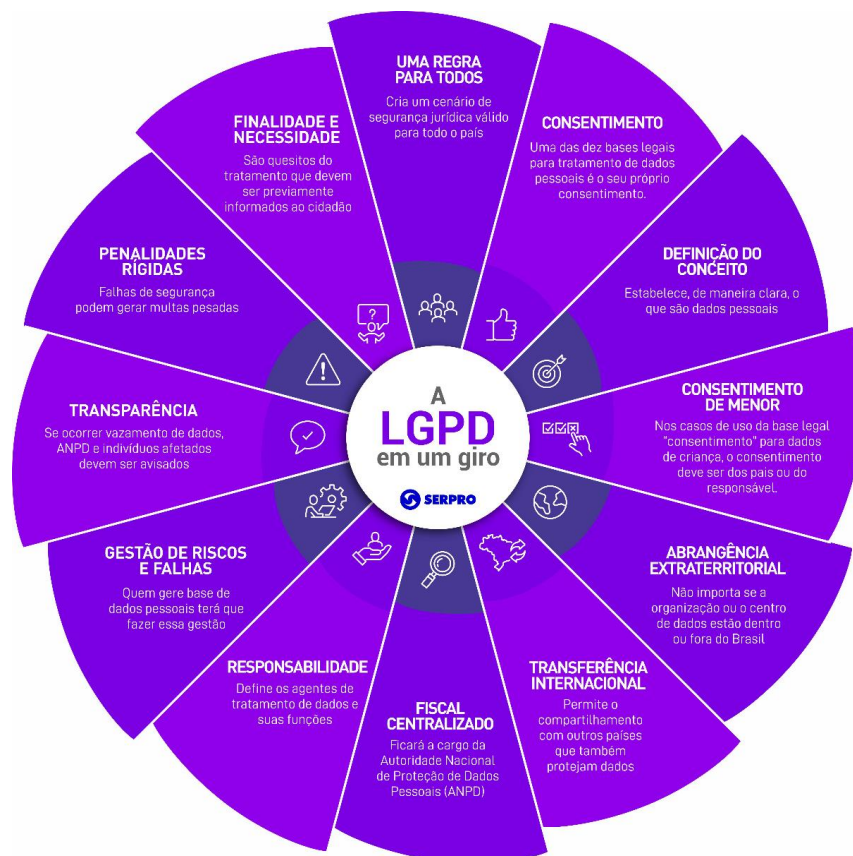 UMA REGRA
PARA TODOS
Cria um cenário de
segurança jurídica válido
para todo o país
CONSENTIMENTO
Uma das dez bases legais
para tratamento de dados
pessoais é o seu próprio
consentimento.
DEFINIÇÃO DO
CONCEITO
Estabelece, de maneira clara, o
que são dados pessoais
CONSENTIMENTO
DE MENOR
Nos casos de uso da base legal
"consentimento" para dados
de criança, o consentimento
deve ser dos pais ou do
responsável.
ABRANGÊNCIA
EXTRATERRITORIAL
Não importa se a
organização ou o centro
de dados estão dentro
ou fora do Brasil
TRANSFERÊNCIA
INTERNACIONAL
Permite o
compartilhamento
com outros países
que também
protejam dados
FISCAL
CENTRALIZADO
Ficará a cargo da
Autoridade Nacional
de Proteção de Dados
Pessoais (ANPD)
RESPONSABILIDADE
Define os agentes de
tratamento de dados e
suas funções
GESTÃO DE RISCOS
E FALHAS
Quem gere base de
dados pessoais terá que
fazer essa gestão
TRANSPARÊNCIA
Se ocorrer vazamento de dados,
ANPD e indivíduos afetados
devem ser avisados
PENALIDADES
RÍGIDAS
Falhas de segurança
podem gerar multas pesadas
FINALIDADE E
NECESSIDADE
São quesitos do
tratamento que devem
ser previamente
informados ao cidadão
?
A
LGPD
em um giro
SERPRO